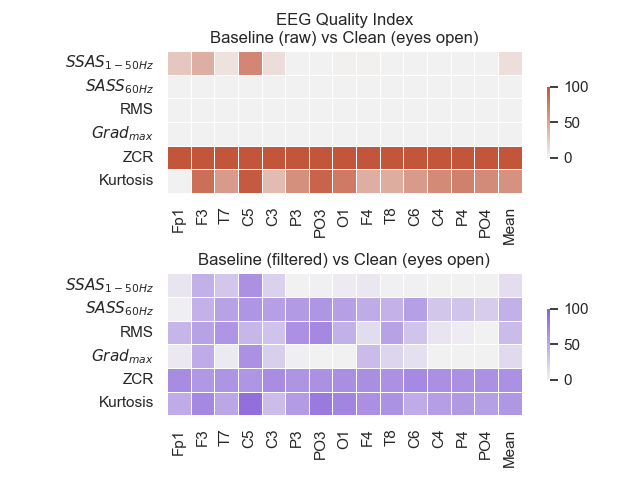 EEG Quality Index
Baseline (raw) vs Clean (eyes open)
SSAS1−50Hz
SASS60Hz
RMS
Gradmax
ZCR
Kurtosis
Fp1 F3 T7 C5 C3 P3 PO3 O1 F4 T8 C6 C4 P4 PO4 Mean
100
50
0
Baseline (filtered) vs Clean (eyes open)
SSAS1−50Hz
SASS60Hz
RMS
Gradmax
ZCR
Kurtosis
Fp1 F3 T7 C5 C3 P3 PO3 O1 F4 T8 C6 C4 P4 PO4 Mean
100
50
0